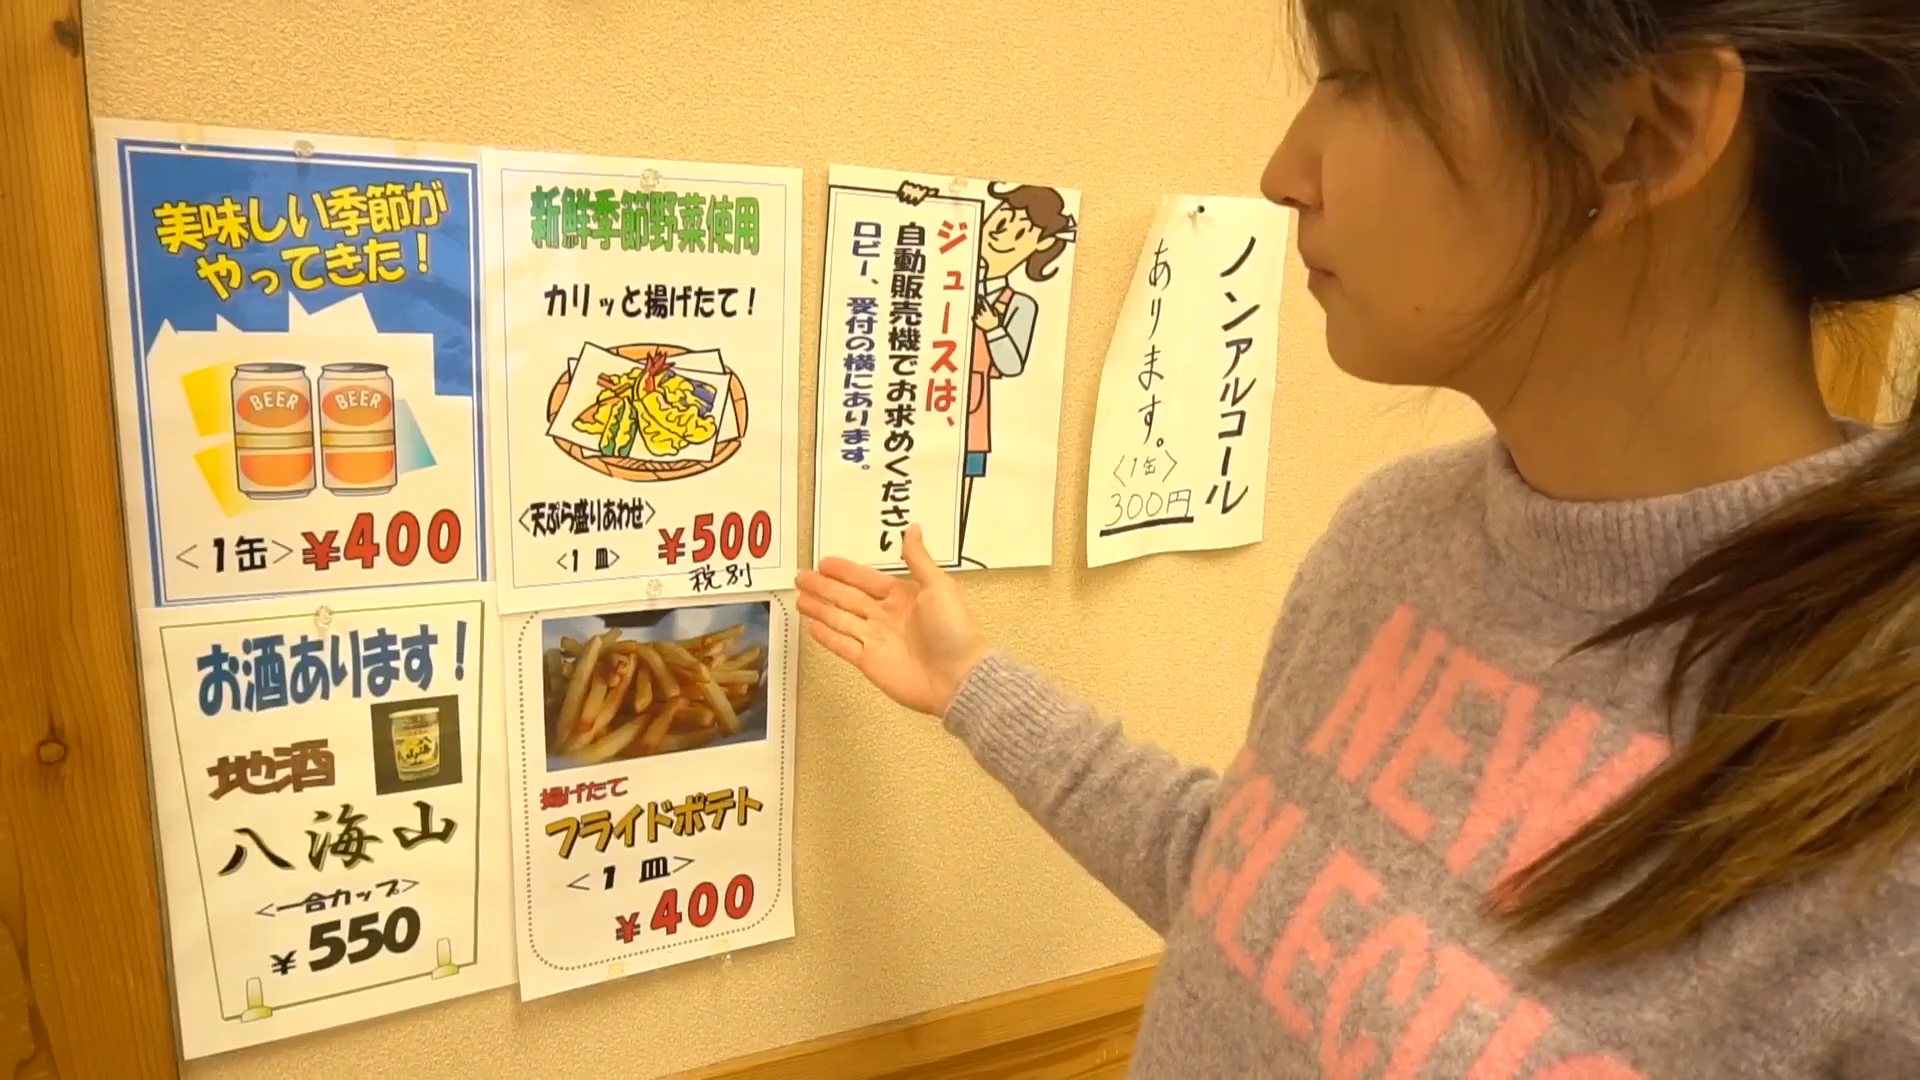 美味しい季節が
やってきた!
BEER BEER
<1缶>¥400
新鮮季節野菜使用
カリッと揚げたて!
<天ぷら盛りあわせ>
<1皿> ¥500
税別
ジュースは、
自動販売機でお求めください
ロビー、受付の横にあります。
ノンアルコール
あります。
<1缶>
300円
お酒あります!
地酒
八海山
<一合カップ>
¥550
揚げたて
フライドポテト
<1皿>
¥400
NEW